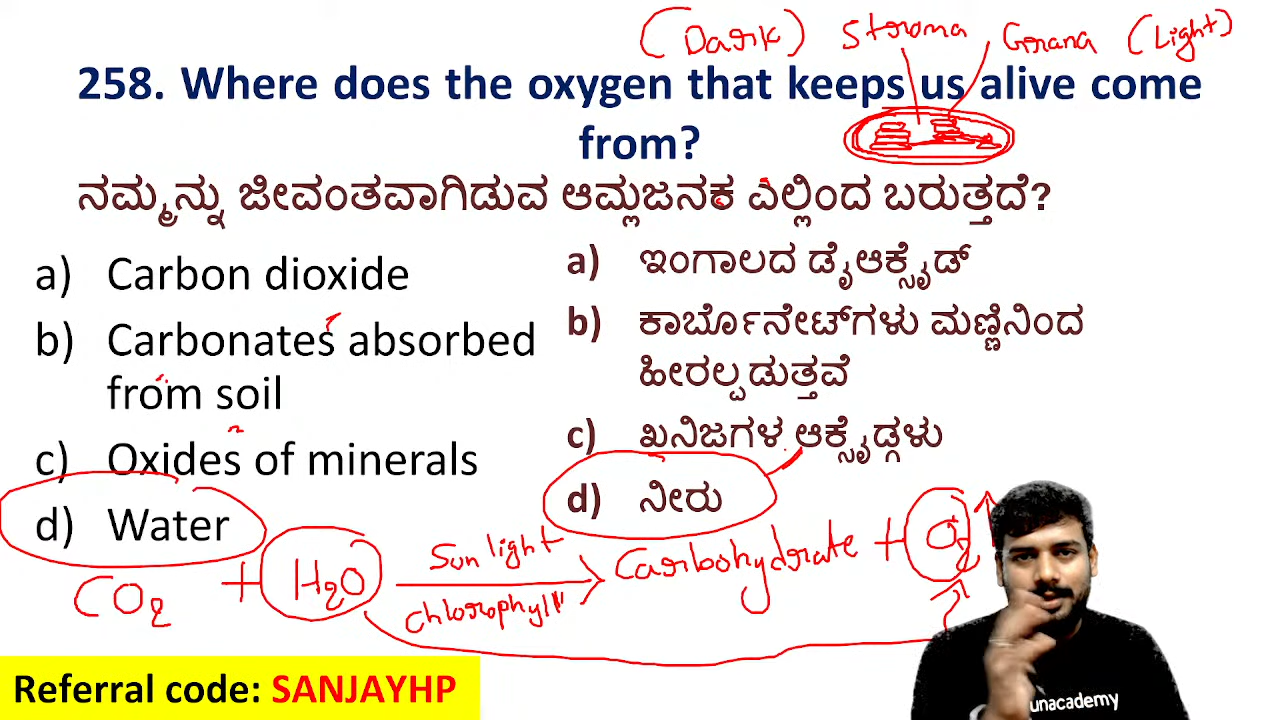 (Dark) Stroma Grana (Light)
258. Where does the oxygen that keeps us alive come
from?
ನಮ್ಮನ್ನು ಜೀವಂತವಾಗಿಡುವ ಆಮ್ಲಜನಕ ಎಲ್ಲಿಂದ ಬರುತ್ತದೆ?
a) Carbon dioxide
b) Carbonates absorbed
from soil
c) Oxides of minerals
d) Water
a) ಇಂಗಾಲದ ಡೈಆಕ್ಸೈಡ್
b) ಕಾರ್ಬೊನೇಟ್‌ಗಳು ಮಣ್ಣಿನಿಂದ
ಹೀರಲ್ಪಡುತ್ತವೆ
c) ಖನಿಜಗಳ ಆಕ್ಸೈಡ್ಗಳು
d) ನೀರು
CO2 + H2O Sunlight Carbohydrate + O2 ↑
Chlorophyll
Referral code: SANJAYHP
unacademy